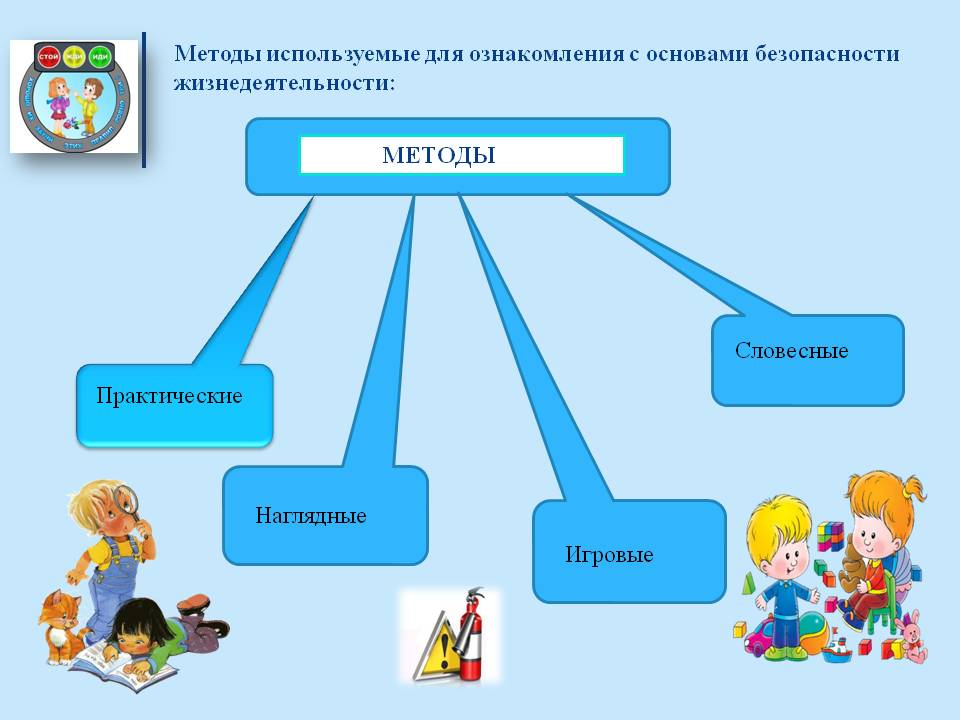 СТОЙ ЖДИ ИДИ
Методы используемые для ознакомления с основами безопасности
жизнедеятельности:
МЕТОДЫ
Словесные
Практические
Наглядные
Игровые